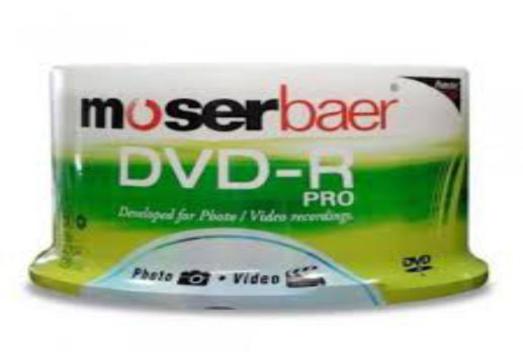 moserbaer®
DVD-R
PRO
Developed for Photo / Video recordings.
Photo + Video
DVD